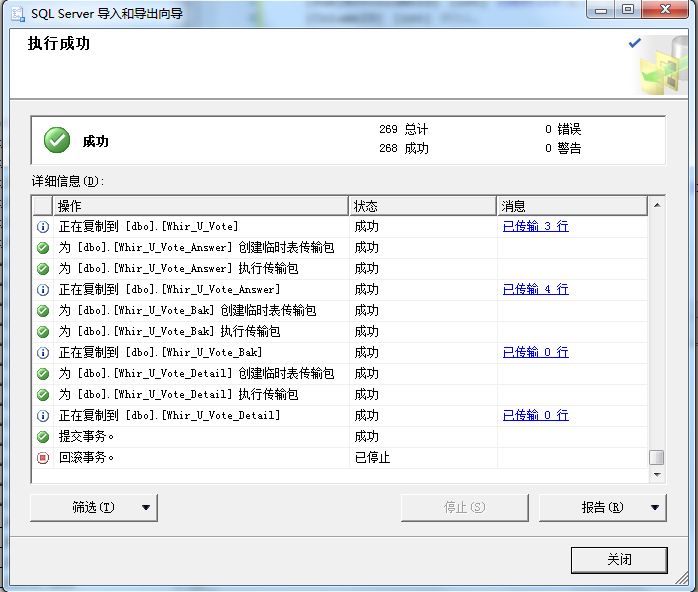 SQL Server 导入和导出向导
执行成功
成功
269 总计
0 错误
268 成功
0 警告
详细信息(D):
操作 状态 消息
正在复制到 [dbo].[Whir_U_Vote] 成功 已传输 3 行
为 [dbo].[Whir_U_Vote_Answer] 创建临时表传输包 成功
为 [dbo].[Whir_U_Vote_Answer] 执行传输包 成功
正在复制到 [dbo].[Whir_U_Vote_Answer] 成功 已传输 4 行
为 [dbo].[Whir_U_Vote_Bak] 创建临时表传输包 成功
为 [dbo].[Whir_U_Vote_Bak] 执行传输包 成功
正在复制到 [dbo].[Whir_U_Vote_Bak] 成功 已传输 0 行
为 [dbo].[Whir_U_Vote_Detail] 创建临时表传输包 成功
为 [dbo].[Whir_U_Vote_Detail] 执行传输包 成功
正在复制到 [dbo].[Whir_U_Vote_Detail] 成功 已传输 0 行
提交事务。 成功
回滚事务。 已停止
筛选(T) 停止(S) 报告(R)
关闭